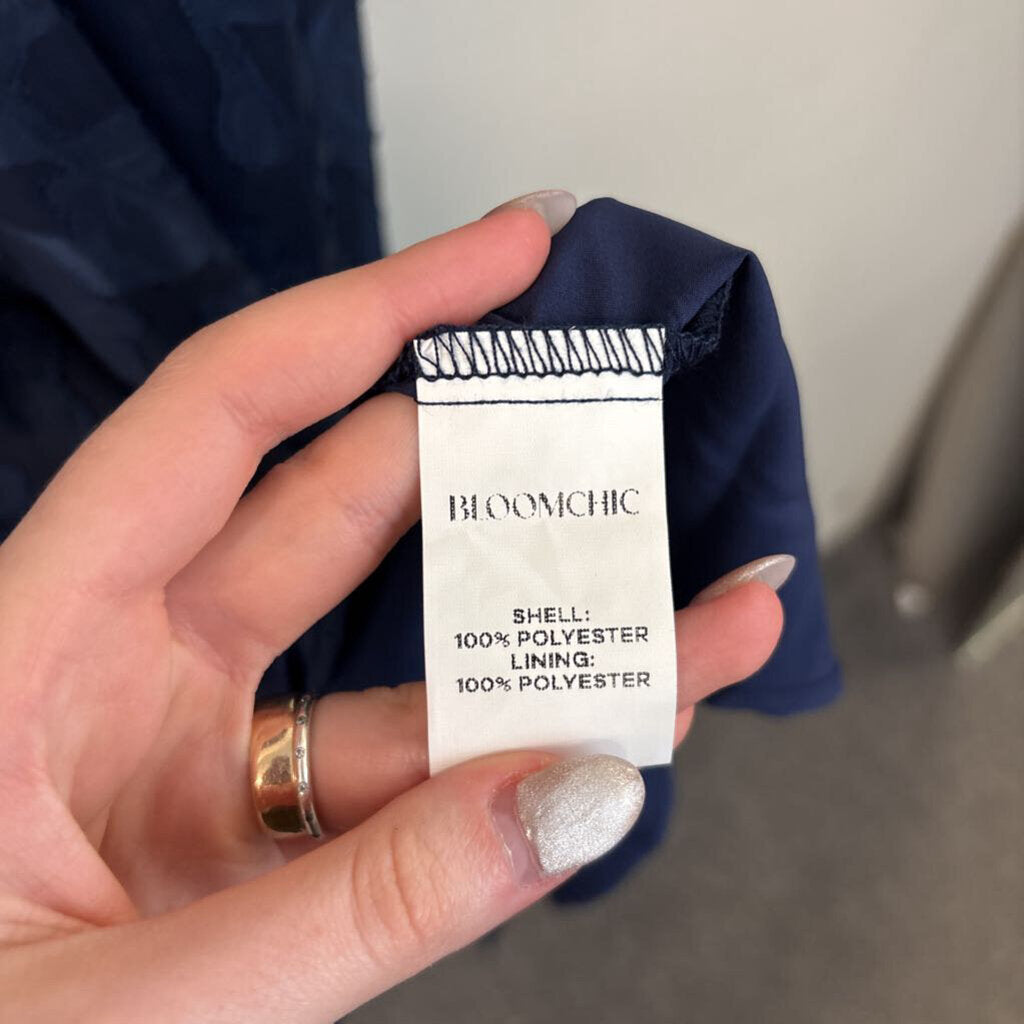 BLOOMCHIC
SHELL:
100% POLYESTER
LINING:
100% POLYESTER